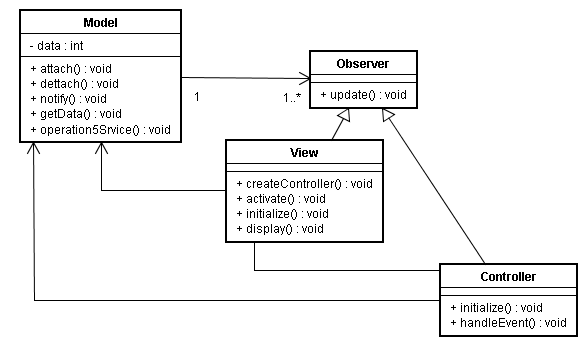 Model
- data : int
+ attach() : void
+ dettach() : void
+ notify() : void
+ getData() : void
+ operation5Srvice() : void
1
1..*
Observer
+ update() : void
View
+ createController() : void
+ activate() : void
+ initialize() : void
+ display() : void
Controller
+ initialize() : void
+ handleEvent() : void